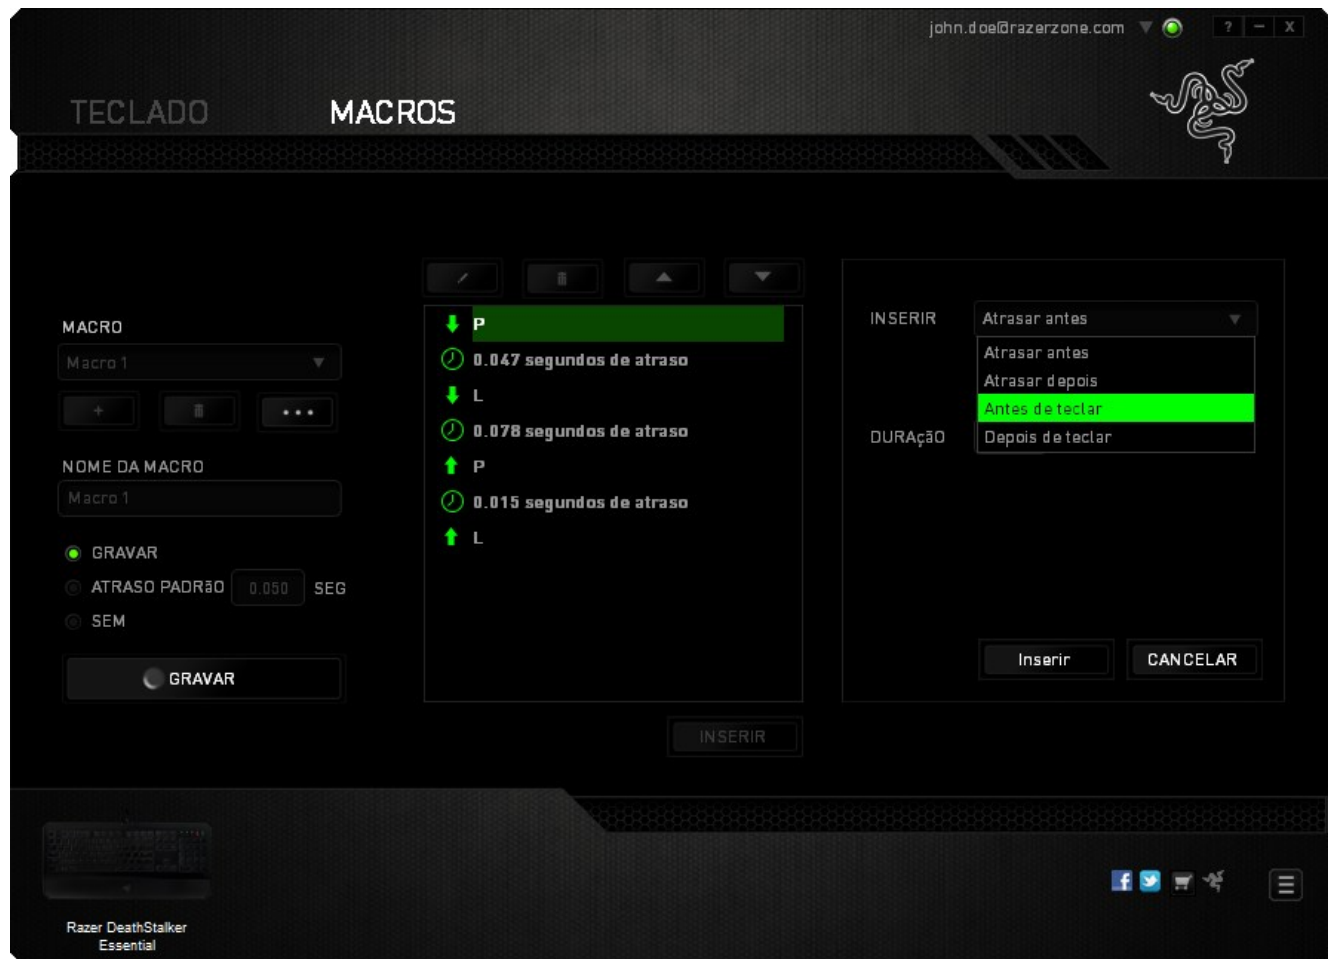 john.doe@razerzone.com
? – X
TECLADO
MACROS
MACRO
Macro 1
+
...
NOME DA MACRO
Macro 1
GRAVAR
ATRASO PADRãO 0.050 SEG
SEM
GRAVAR
P
0.047 segundos de atraso
L
0.078 segundos de atraso
P
0.015 segundos de atraso
L
INSERIR
INSERIR Atrasar antes
Atrasar antes
Atrasar depois
Antes de teclar
DURAçãO
Depois de teclar
Inserir
CANCELAR
Razer DeathStalker
Essential
f